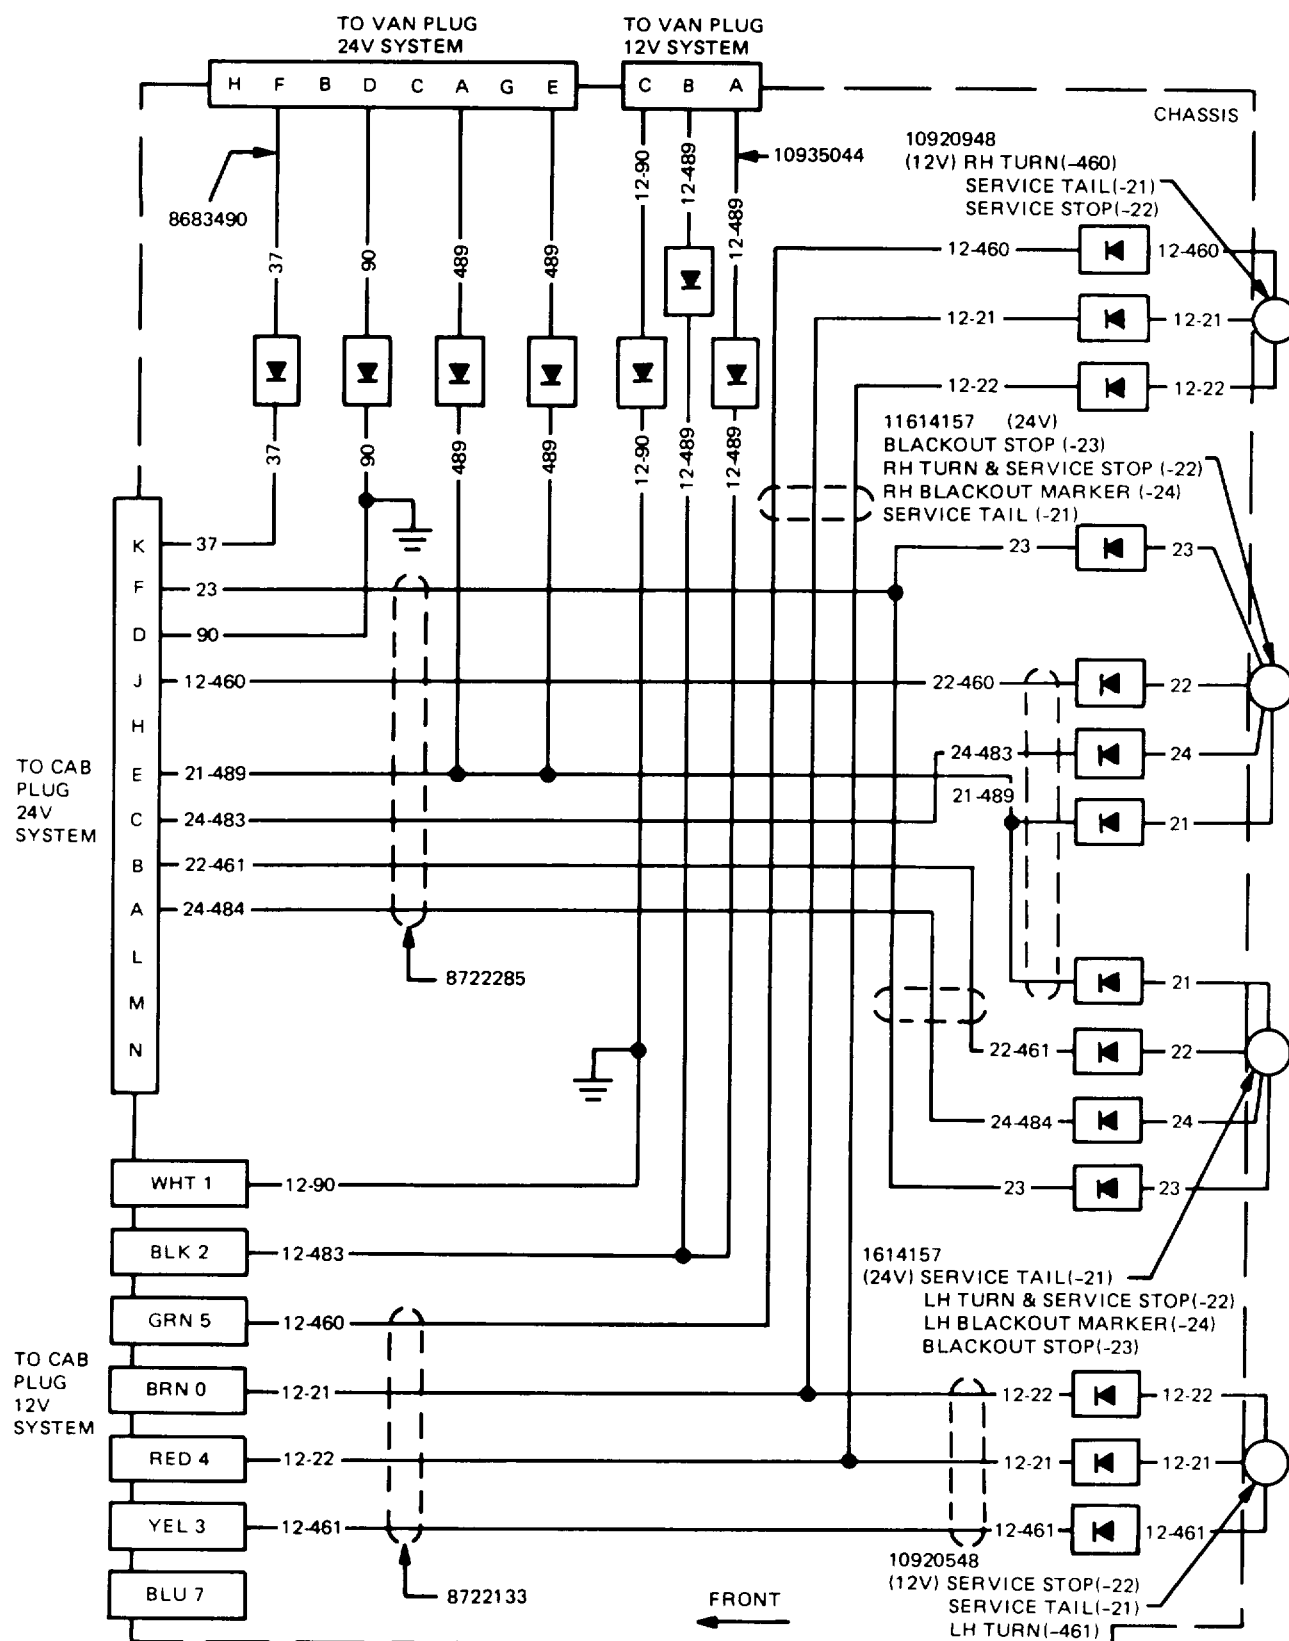 TO VAN PLUG
24V SYSTEM
TO VAN PLUG
12V SYSTEM
H F B D C A G E
C B A
CHASSIS
8683490
10935044
37
90
489
489
12-90
12-489
12-489
37
90
489
489
12-90
12-489
12-489
10920948
(12V) RH TURN(-460)
SERVICE TAIL(-21)
SERVICE STOP(-22)
12-460 12-460
12-21 12-21
12-22 12-22
11614157 (24V)
BLACKOUT STOP (-23)
RH TURN & SERVICE STOP (-22)
RH BLACKOUT MARKER (-24)
SERVICE TAIL (-21)
23 23
22-460 22
24-483 24
21-489 21
TO CAB
PLUG
24V
SYSTEM
K 37
F 23
D 90
J 12-460
H
E 21-489
C 24-483
B 22-461
A 24-484
L
M
N
8722285
21
22-461 22
24-484 24
23 23
1614157
(24V) SERVICE TAIL(-21)
LH TURN & SERVICE STOP(-22)
LH BLACKOUT MARKER(-24)
BLACKOUT STOP(-23)
TO CAB
PLUG
12V
SYSTEM
WHT 1 12-90
BLK 2 12-483
GRN 5 12-460
BRN 0 12-21
RED 4 12-22
YEL 3 12-461
BLU 7
8722133
12-22 12-22
12-21 12-21
12-461 12-461
10920548
(12V) SERVICE STOP(-22)
SERVICE TAIL(-21)
LH TURN(-461)
FRONT